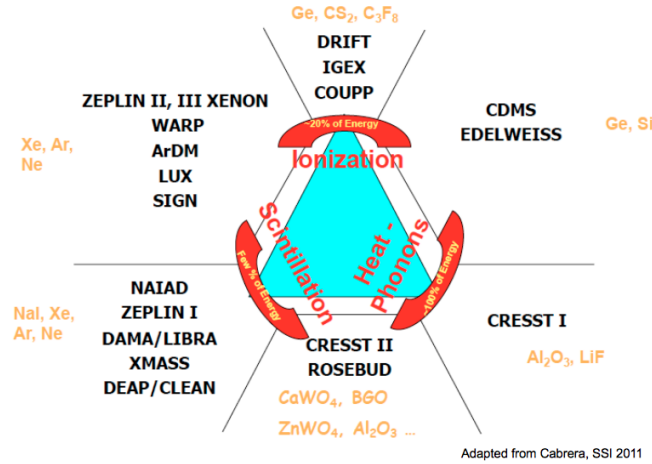 Ge, CS₂, C₃F₈
DRIFT
IGEX
COUPP
ZEPLIN II, III XENON
WARP
ArDM
LUX
SIGN
Xe, Ar,
Ne
CDMS
EDELWEISS
Ge, Si
~20% of Energy
Ionization
Scintillation
Heat -
Phonons
Few % of Energy
~100% of Energy
NAIAD
ZEPLIN I
DAMA/LIBRA
XMASS
DEAP/CLEAN
NaI, Xe,
Ar, Ne
CRESST II
ROSEBUD
CaWO₄, BGO
ZnWO₄, Al₂O₃ ...
CRESST I
Al₂O₃, LiF
Adapted from Cabrera, SSI 2011